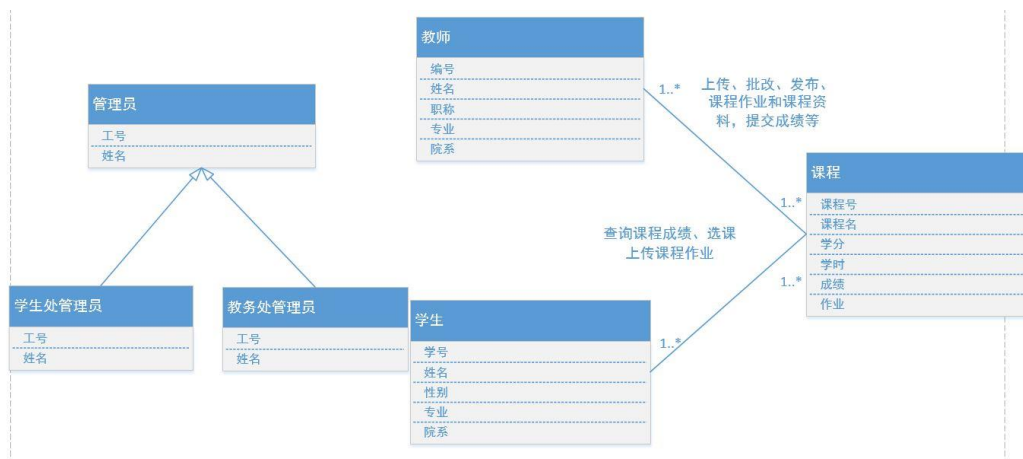 教师
编号
姓名
职称
专业
院系
管理员
工号
姓名
1..*
上传、批改、发布、
课程作业和课程资
料，提交成绩等
课程
课程号
课程名
学分
学时
成绩
作业
1..*
查询课程成绩、选课
上传课程作业
1..*
1..*
学生处管理员
工号
姓名
教务处管理员
工号
姓名
学生
学号
姓名
性别
专业
院系